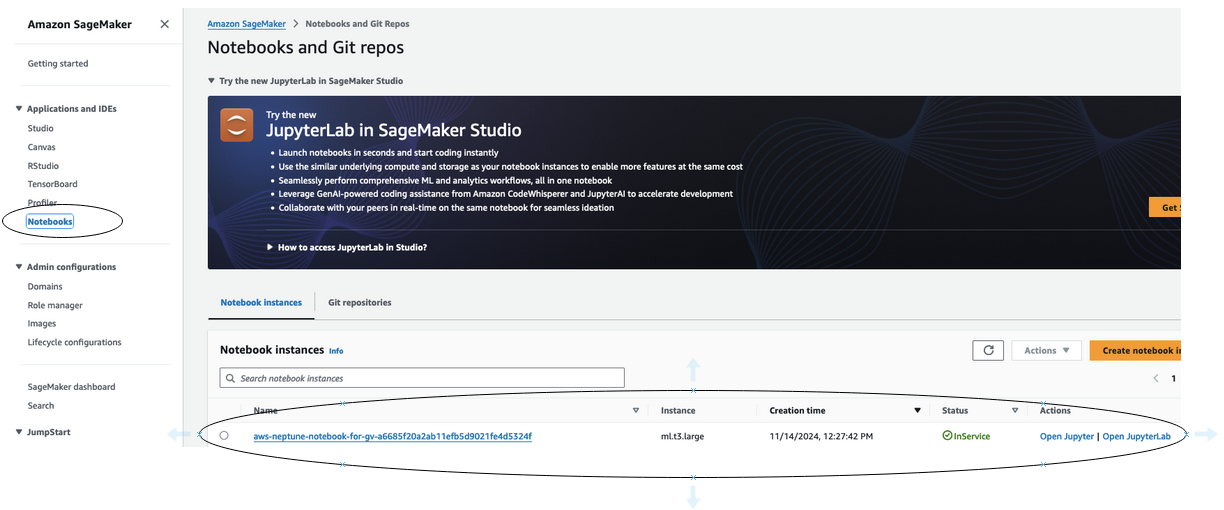 Amazon SageMaker
Getting started
Applications and IDEs
Studio
Canvas
RStudio
TensorBoard
Profiler
Notebooks
Admin configurations
Domains
Role manager
Images
Lifecycle configurations
SageMaker dashboard
Search
JumpStart
Amazon SageMaker > Notebooks and Git Repos
Notebooks and Git repos
Try the new JupyterLab in SageMaker Studio
Try the new
JupyterLab in SageMaker Studio
• Launch notebooks in seconds and start coding instantly
• Use the similar underlying compute and storage as your notebook instances to enable more features at the same cost
• Seamlessly perform comprehensive ML and analytics workflows, all in one notebook
• Leverage GenAI-powered coding assistance from Amazon CodeWhisperer and JupyterAI to accelerate development
• Collaborate with your peers in real-time on the same notebook for seamless ideation
Get S
How to access JupyterLab in Studio?
Notebook instances Git repositories
Notebook instances Info
Actions Create notebook in
Search notebook instances
1
Name Instance Creation time Status Actions
aws-neptune-notebook-for-gv-a6685f20a2ab11efb5d9021fe4d5324f ml.t3.large 11/14/2024, 12:27:42 PM InService Open Jupyter | Open JupyterLab